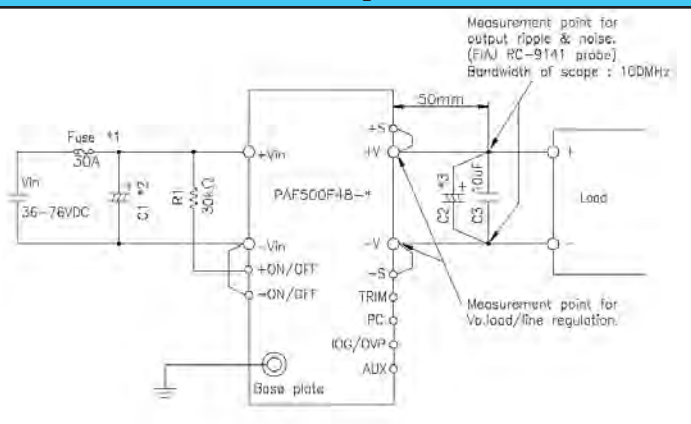 Measurement point for
output ripple & noise.
(EIAJ RC-9141 probe)
Bandwidth of scope : 100MHz
50mm
Fuse *1
30A
+S
+Vin
+V
Vin
36-76VDC
C1 *2
R1
30kΩ
PAF500F48-*
C2 *3
C3
10uF
+
Load
-Vin
-V
-
+ON/OFF
-S
-ON/OFF
TRIM
Measurement point for
Vo,load/line regulation.
PC
IOG/OVP
AUX
Base plate